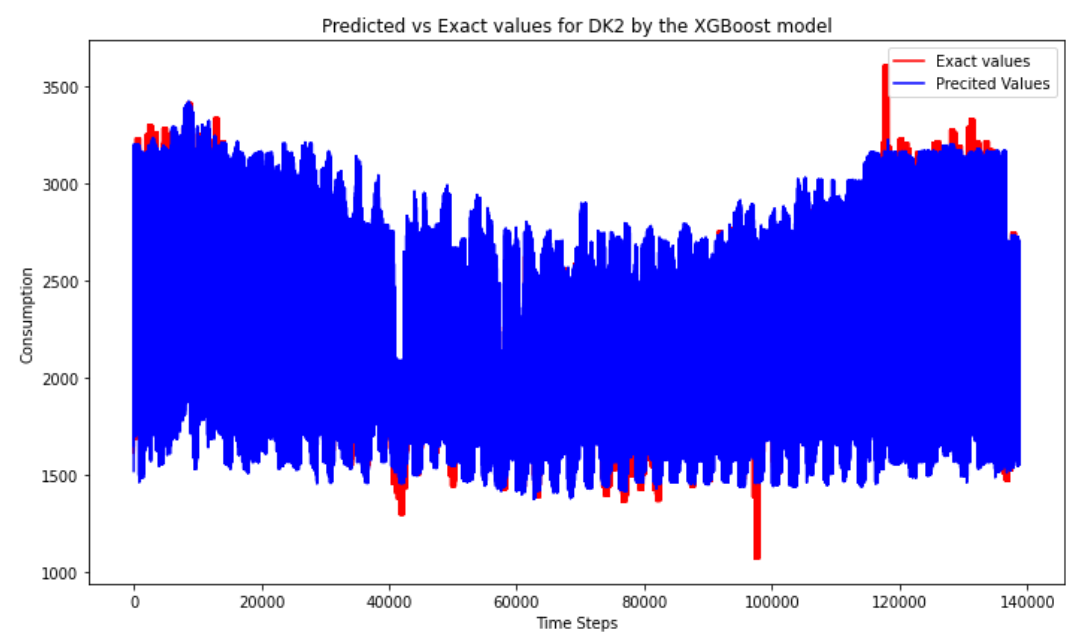 Predicted vs Exact values for DK2 by the XGBoost model
Exact values
Precited Values
3500
3000
2500
2000
1500
1000
Consumption
0 20000 40000 60000 80000 100000 120000 140000
Time Steps